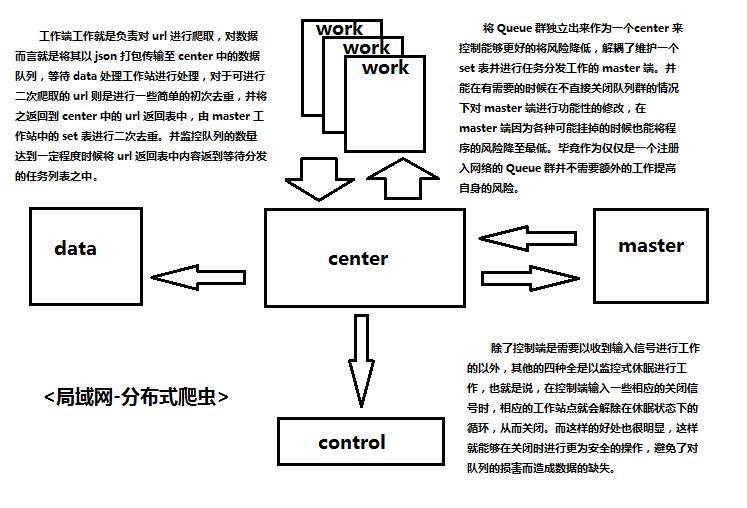 工作端工作就是负责对 url 进行爬取，对数据
而言就是将其以 json 打包传输至 center 中的数据
队列，等待 data 处理工作站进行处理，对于可进行
二次爬取的 url 则是进行一些简单的初次去重，并将
之返回到 center 中的 url 返回表中，由 master 工
作站中的 set 表进行二次去重。并监控队列的数量
达到一定程度时候将 url 返回表中内容返到等待分发
的任务列表之中。
work
work
work
将 Queue 群独立出来作为一个center 来
控制能够更好的将风险降低，解耦了维护一个
set 表并进行任务分发工作的 master 端。并
能在有需要的时候在不直接关闭队列群的情况
下对 master 端进行功能性的修改，在
master 端因为各种可能挂掉的时候也能将程
序的风险降至最低。毕竟作为仅仅是一个注册
入网络的 Queue 群并不需要额外的工作提高
自身的风险。
data
center
master
<局域网-分布式爬虫>
control
除了控制端是需要以收到输入信号进行工作
的以外，其他的四种全是以监控式休眠进行工
作，也就是说，在控制端输入一些相应的关闭信
号时，相应的工作站点就会解除在休眠状态下的
循环，从而关闭。而这样的好处也很明显，这样
就能够在关闭时进行更为安全的操作，避免了对
队列的损害而造成数据的缺失。